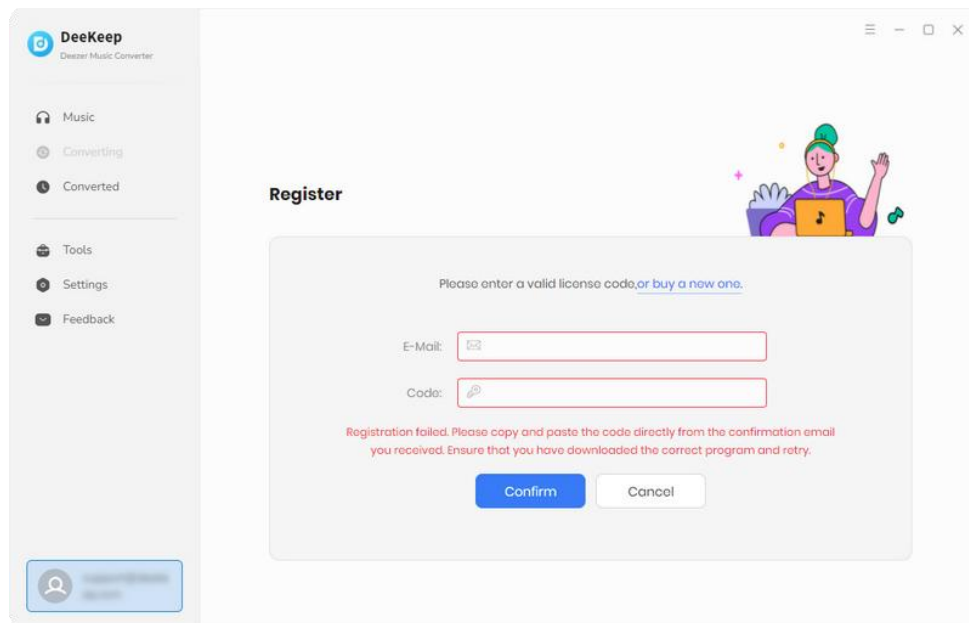 DeeKeep
Deezer Music Converter
Music
Converting
Converted
Tools
Settings
Feedback
Register
Please enter a valid license code,or buy a new one.
E-Mail:
Code:
Registration failed. Please copy and paste the code directly from the confirmation email
you received. Ensure that you have downloaded the correct program and retry.
Confirm
Cancel